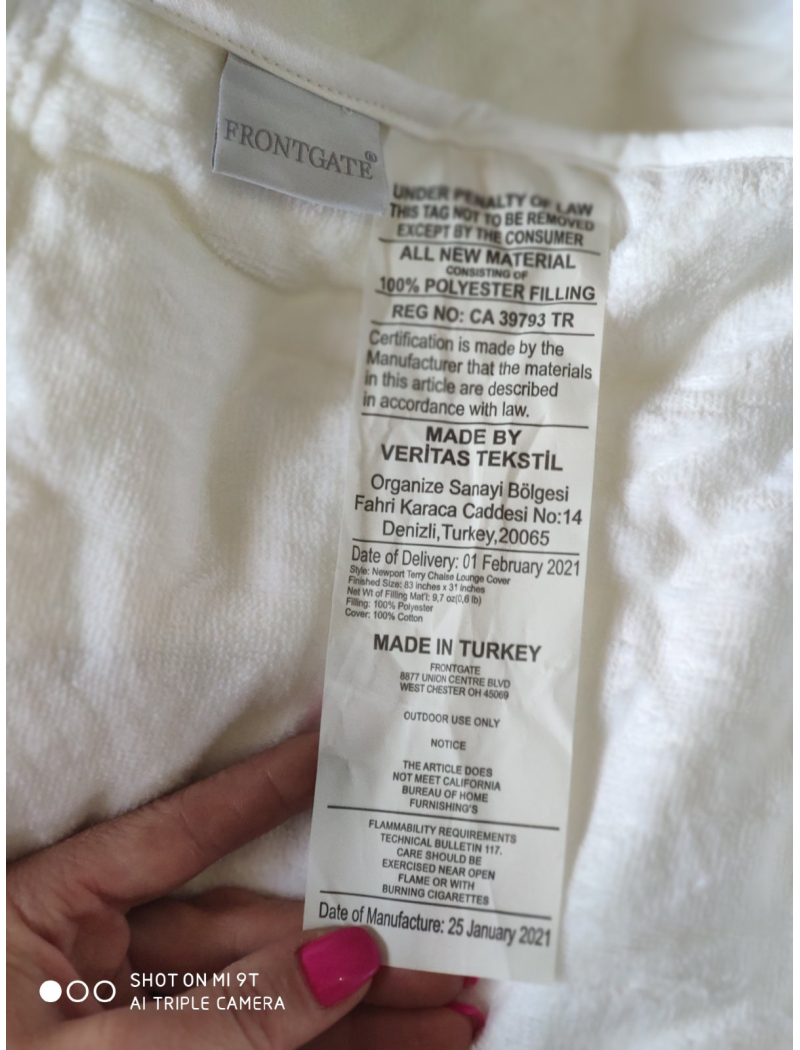 FRONTGATE®
UNDER PENALTY OF LAW
THIS TAG NOT TO BE REMOVED
EXCEPT BY THE CONSUMER
ALL NEW MATERIAL
CONSISTING OF
100% POLYESTER FILLING
REG NO: CA 39793 TR
Certification is made by the
Manufacturer that the materials
in this article are described
in accordance with law.
MADE BY
VERİTAS TEKSTİL
Organize Sanayi Bölgesi
Fahri Karaca Caddesi No:14
Denizli,Turkey,20065
Date of Delivery: 01 February 2021
Style: Newport Terry Chaise Lounge Cover
Finished Size: 83 inches x 31 inches
Net Wt of Filling Mat'l: 9,7 oz(0,6 lb)
Filling: 100% Polyester
Cover: 100% Cotton
MADE IN TURKEY
FRONTGATE
8877 UNION CENTRE BLVD
WEST CHESTER OH 45069
OUTDOOR USE ONLY
NOTICE
THE ARTICLE DOES
NOT MEET CALIFORNIA
BUREAU OF HOME
FURNISHING'S
FLAMMABILITY REQUIREMENTS
TECHNICAL BULLETIN 117.
CARE SHOULD BE
EXERCISED NEAR OPEN
FLAME OR WITH
BURNING CIGARETTES
Date of Manufacture: 25 January 2021
SHOT ON MI 9T
AI TRIPLE CAMERA